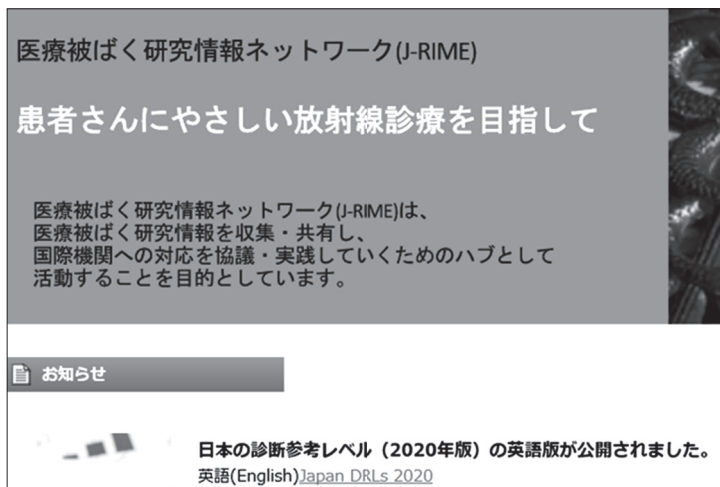 医療被ばく研究情報ネットワーク(J-RIME)
患者さんにやさしい放射線診療を目指して
医療被ばく研究情報ネットワーク(J-RIME)は、
医療被ばく研究情報を収集・共有し、
国際機関への対応を協議・実践していくためのハブとして
活動することを目的としています。
お知らせ
日本の診断参考レベル（2020年版）の英語版が公開されました。
英語(English)Japan DRLs 2020